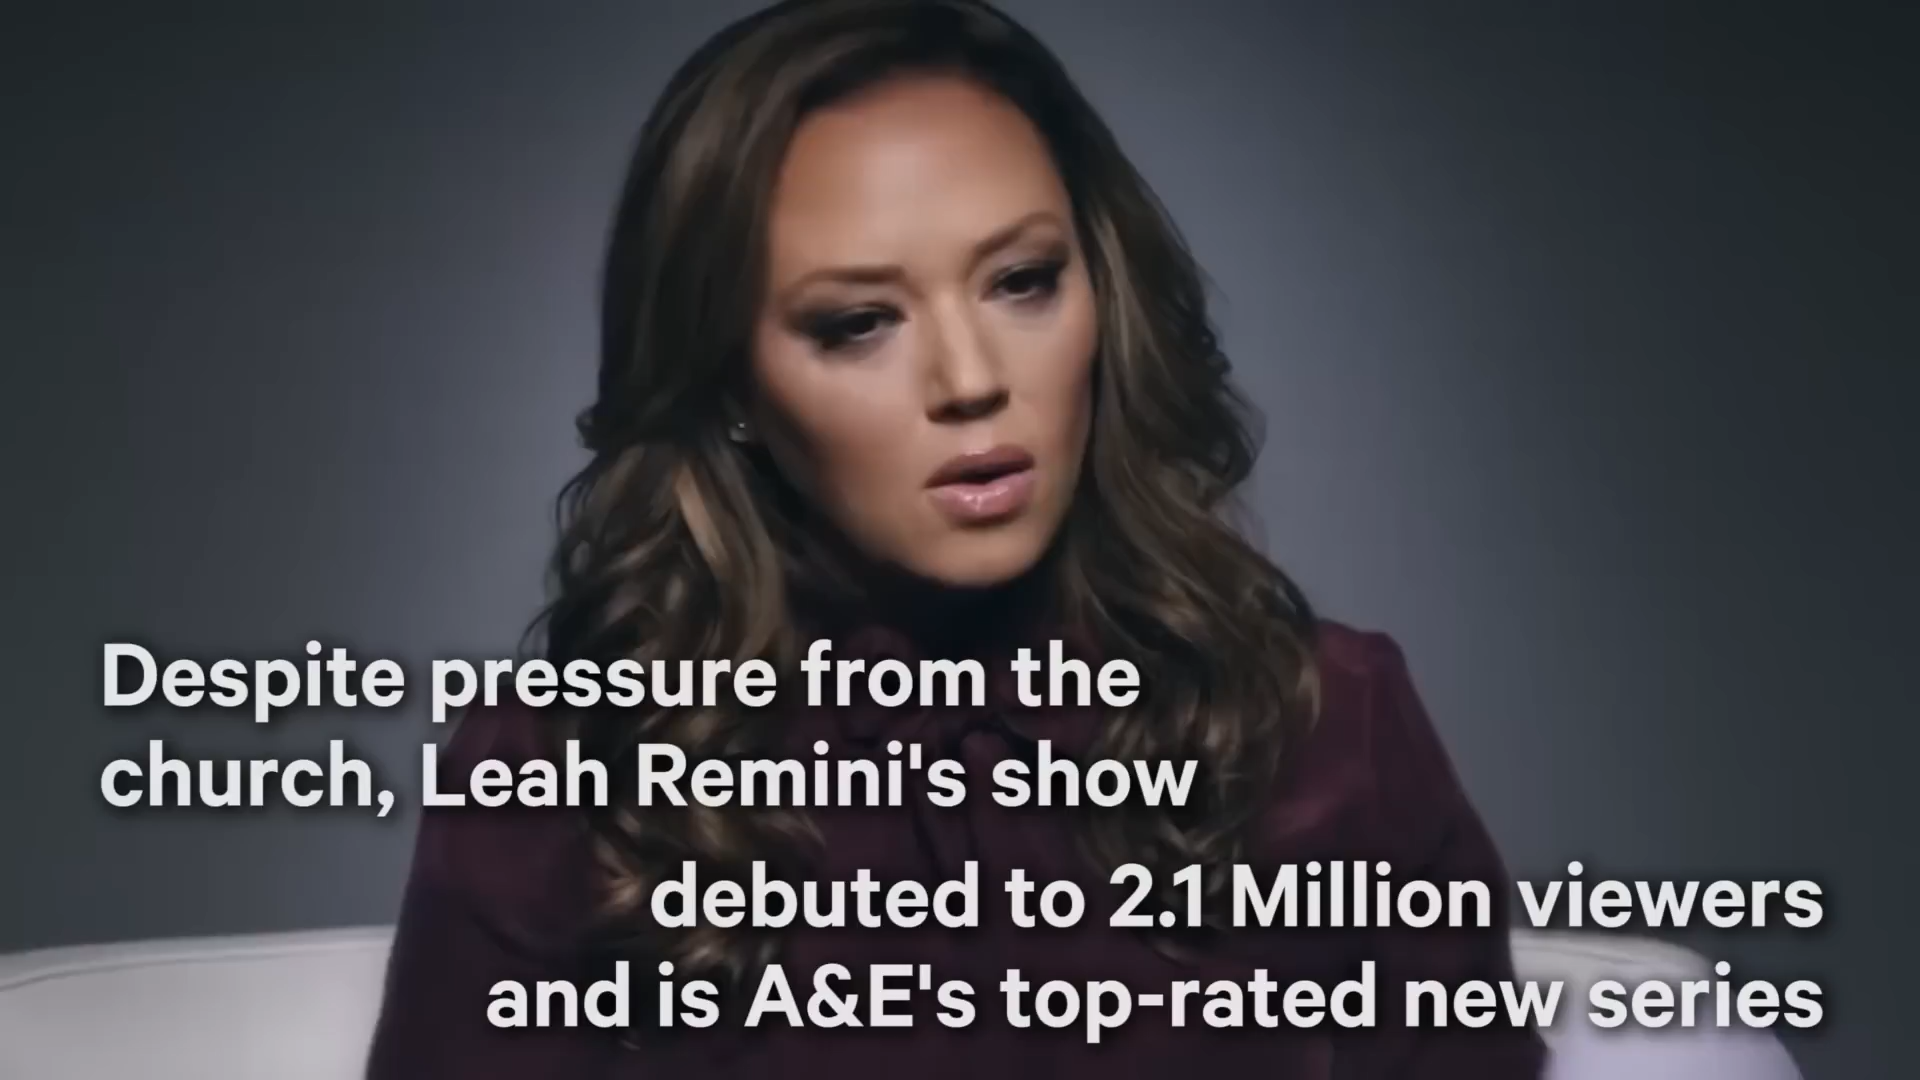 Despite pressure from the
church, Leah Remini's show
debuted to 2.1 Million viewers
and is A&E's top-rated new series